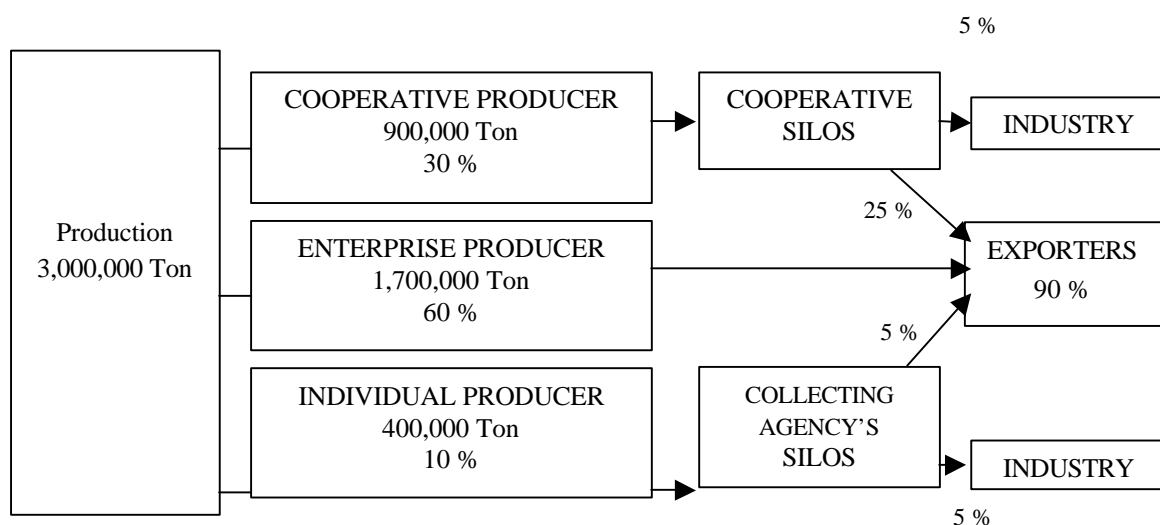 5 %
Production
3,000,000 Ton
COOPERATIVE PRODUCER
900,000 Ton
30 %
COOPERATIVE
SILOS
INDUSTRY
25 %
ENTERPRISE PRODUCER
1,700,000 Ton
60 %
EXPORTERS
90 %
5 %
INDIVIDUAL PRODUCER
400,000 Ton
10 %
COLLECTING
AGENCY’S
SILOS
INDUSTRY
5 %